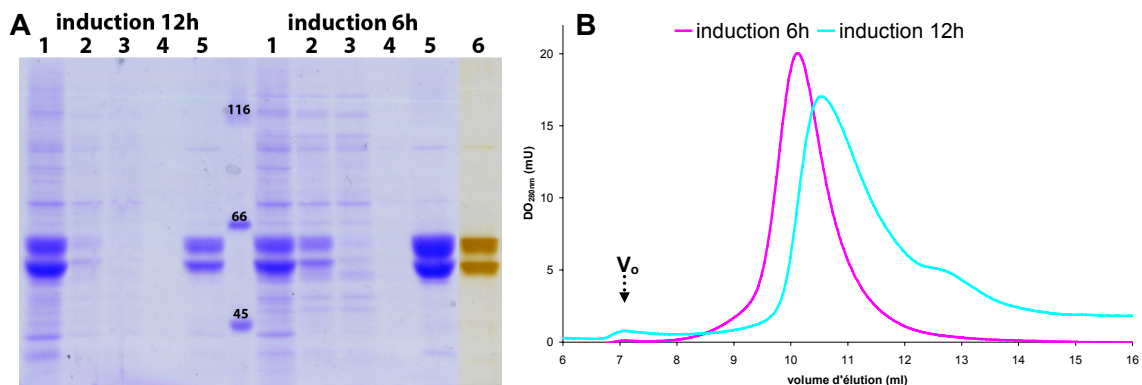 A
induction 12h induction 6h
1 2 3 4 5 1 2 3 4 5 6
116
66
45
B
induction 6h induction 12h
20
15
10
5
0
DO280nm (mU)
Vo
6 7 8 9 10 11 12 13 14 15 16
volume d'élution (ml)